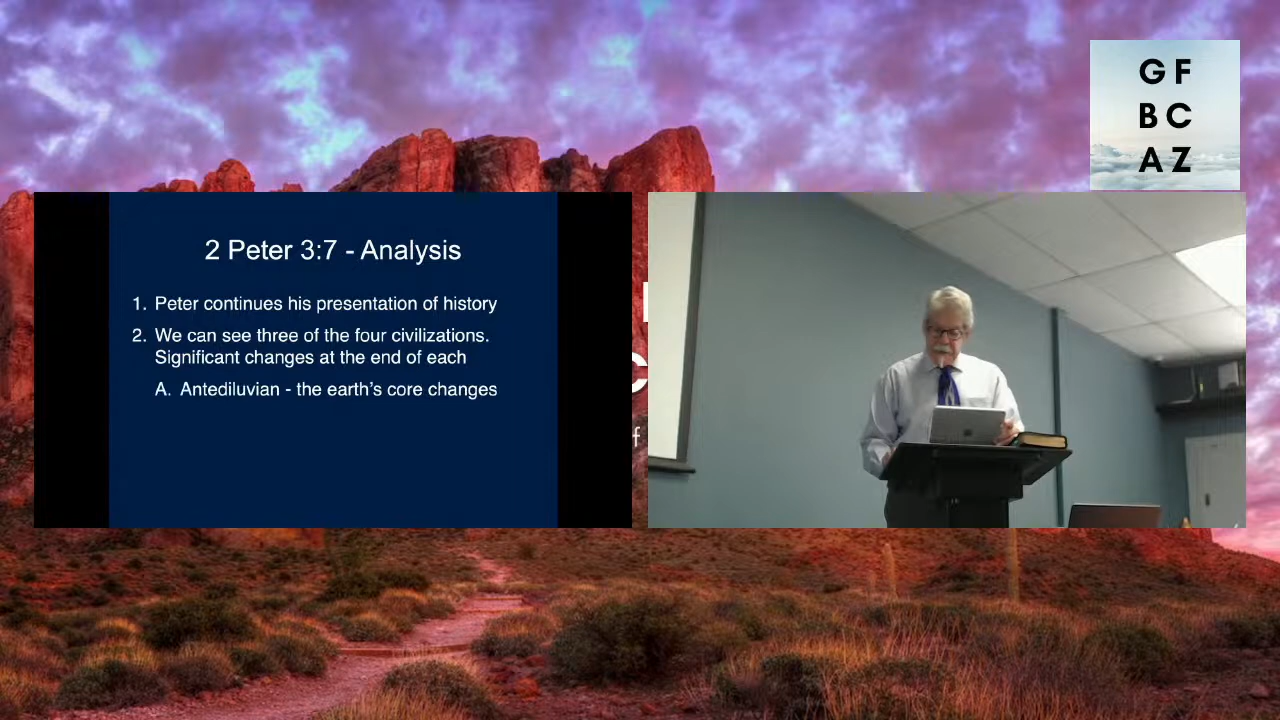 G F
B C
A Z
2 Peter 3:7 - Analysis
1. Peter continues his presentation of history
2. We can see three of the four civilizations.
Significant changes at the end of each
A. Antediluvian - the earth's core changes